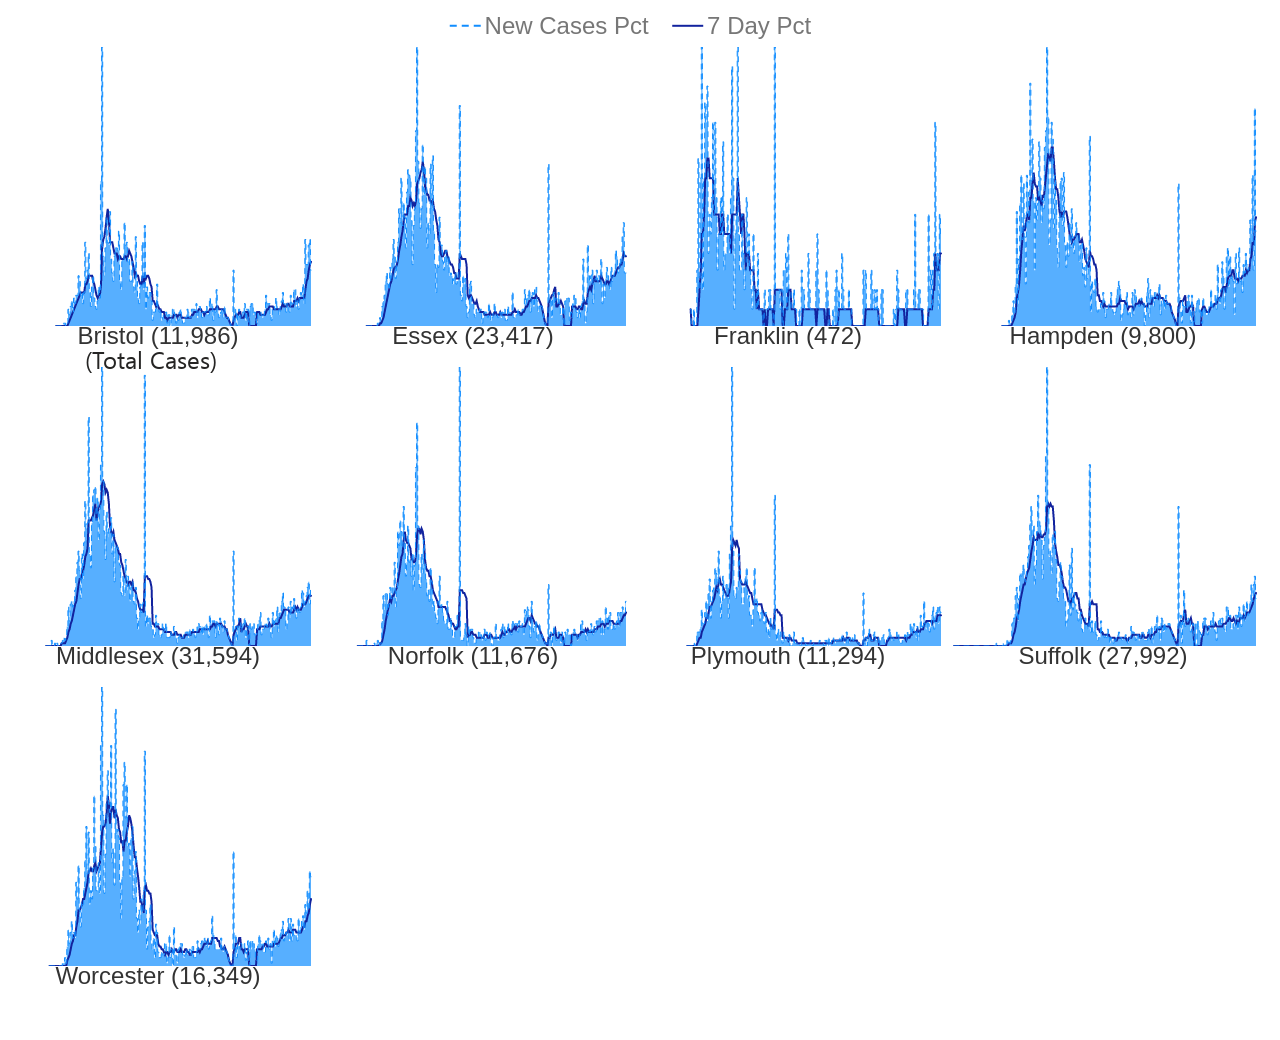 New Cases Pct 7 Day Pct
Bristol (11,986) Essex (23,417) Franklin (472) Hampden (9,800)
(Total Cases)
Middlesex (31,594) Norfolk (11,676) Plymouth (11,294) Suffolk (27,992)
Worcester (16,349)